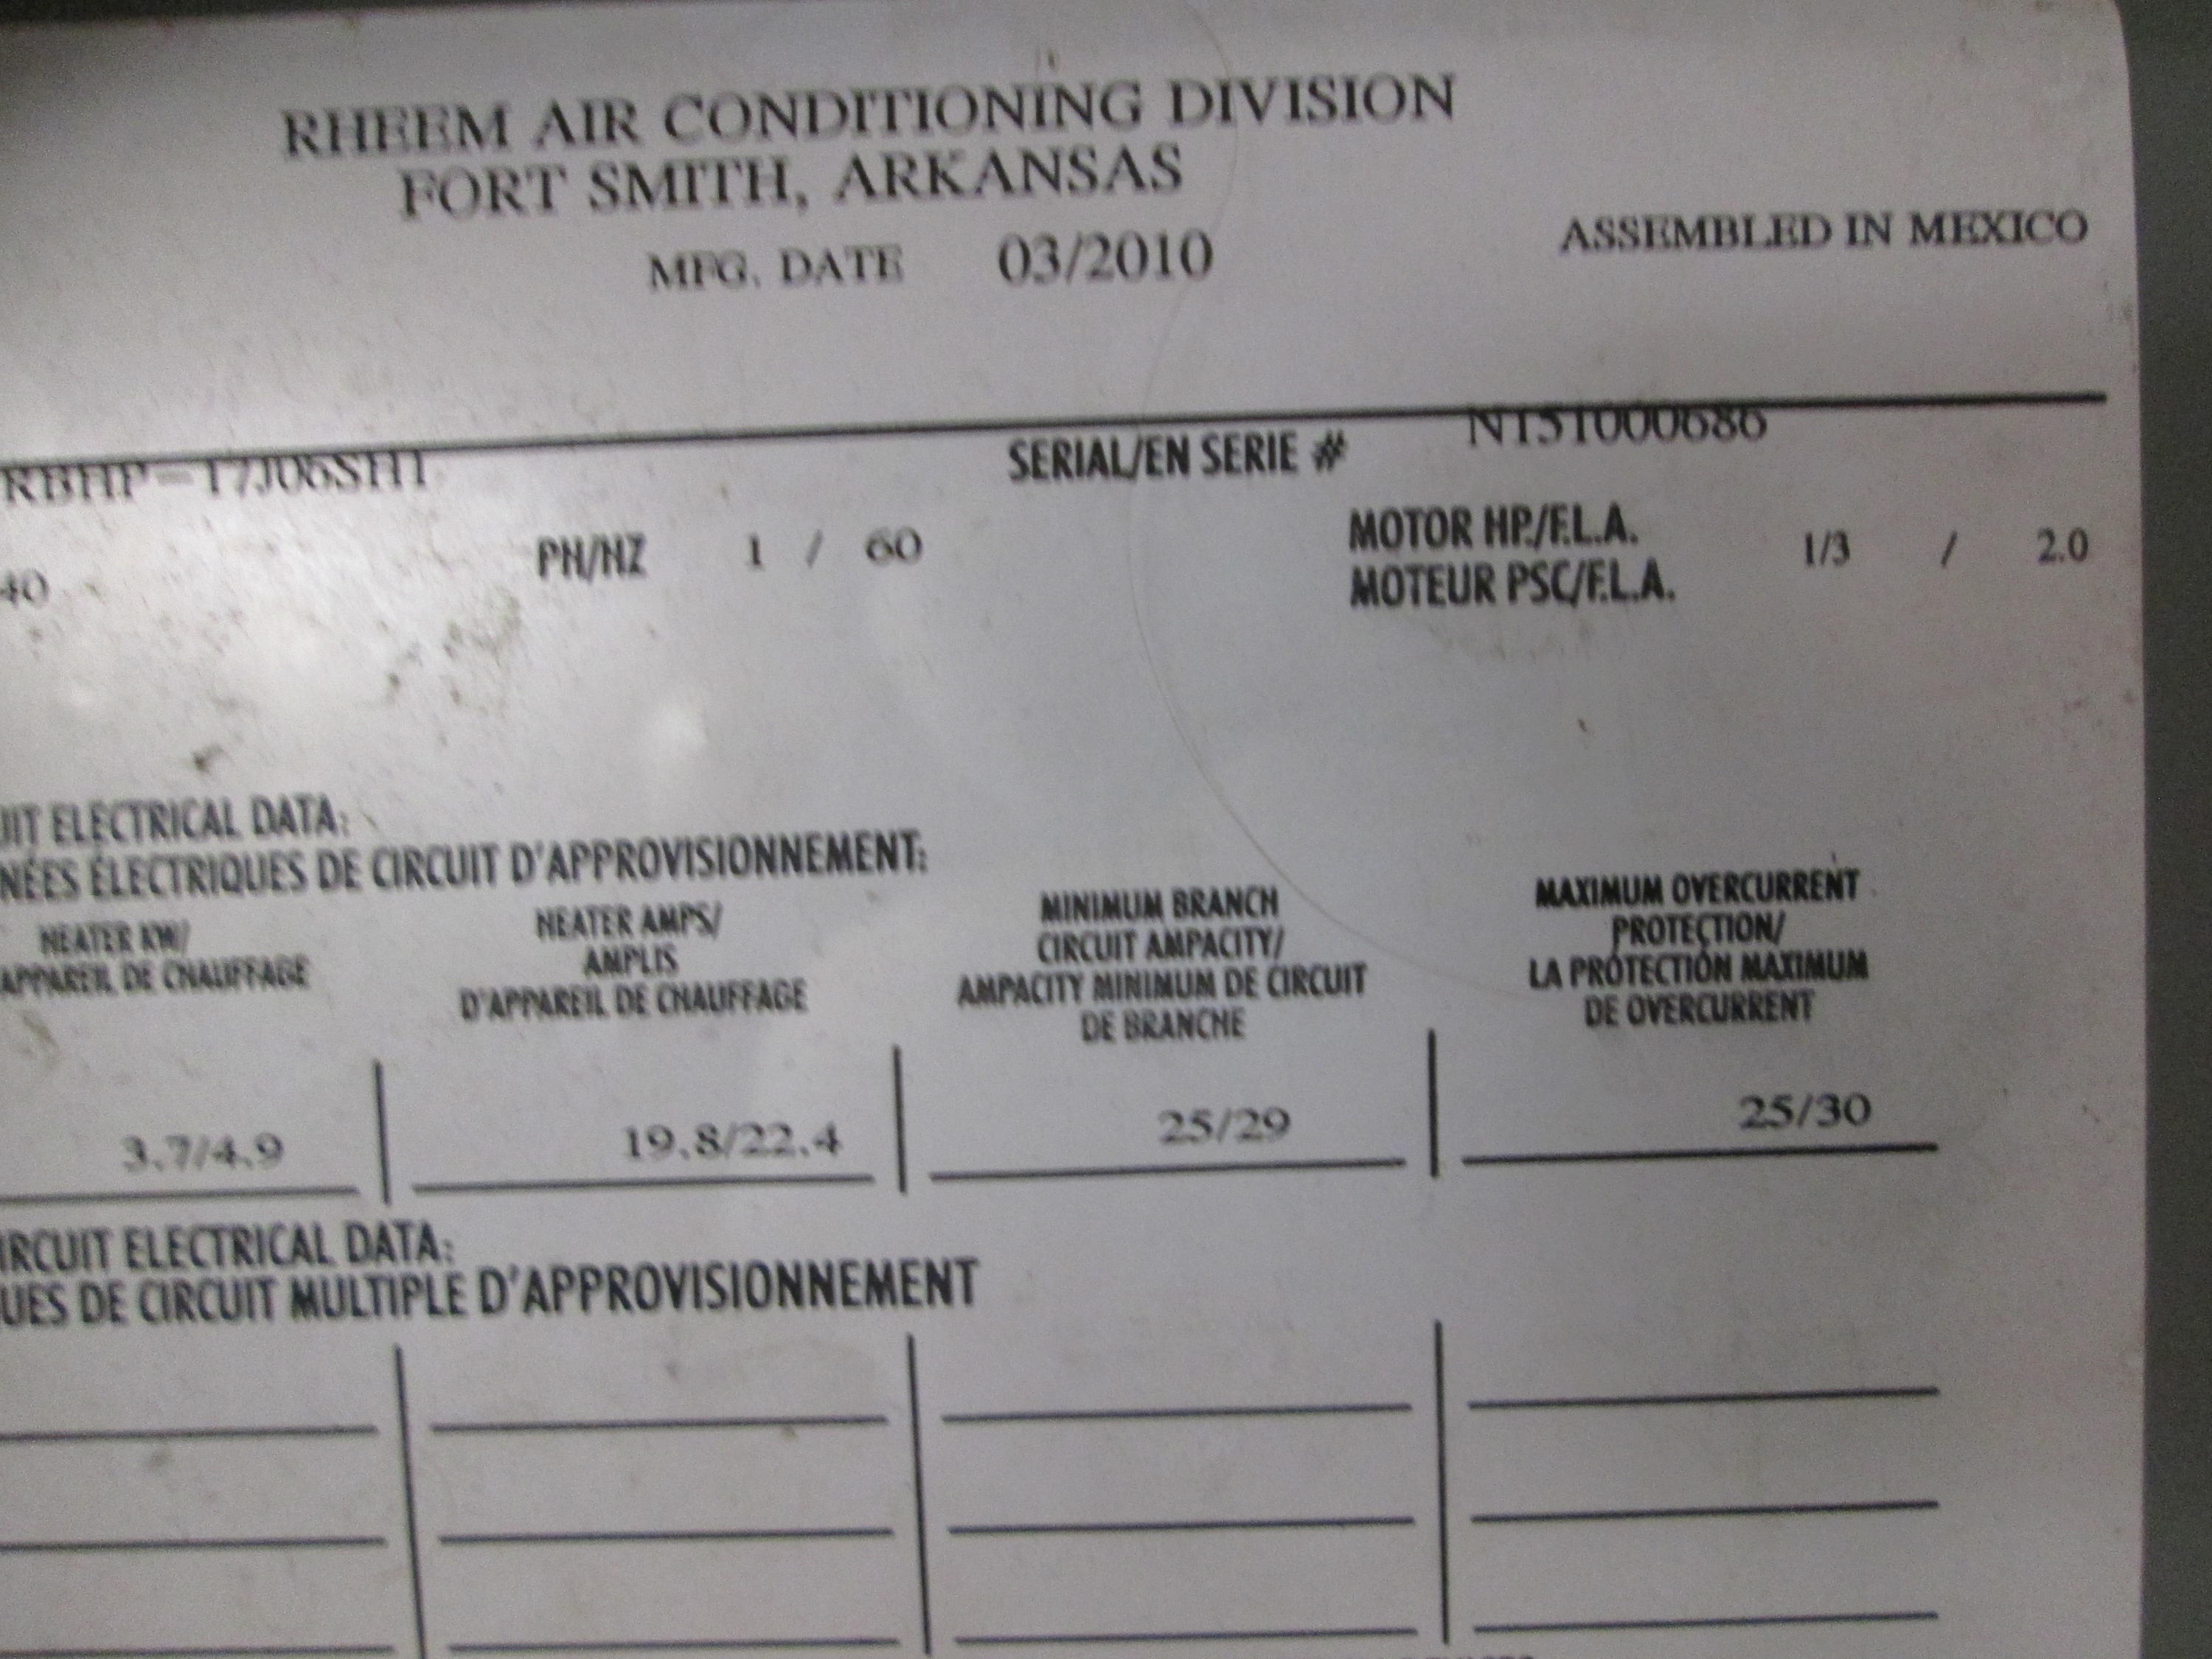 RHEEM AIR CONDITIONING DIVISION
FORT SMITH, ARKANSAS
MFG. DATE 03/2010
ASSEMBLED IN MEXICO
RBHP-17J06SH1 SERIAL/EN SERIE #
40 PH/HZ 1 / 60 MOTOR HP./F.L.A. 1/3 / 2.0
MOTEUR PSC/F.L.A.
UIT ELECTRICAL DATA:
NÉES ÉLECTRIQUES DE CIRCUIT D'APPROVISIONNEMENT:
HEATER KW/
APPAREIL DE CHAUFFAGE
HEATER AMPS/
AMPLIS
D'APPAREIL DE CHAUFFAGE
MINIMUM BRANCH
CIRCUIT AMPACITY/
AMPACITY MINIMUM DE CIRCUIT
DE BRANCHE
MAXIMUM OVERCURRENT
PROTECTION/
LA PROTECTION MAXIMUM
DE OVERCURRENT
3.7/4.9 19.8/22.4 25/29 25/30
IRCUIT ELECTRICAL DATA:
UES DE CIRCUIT MULTIPLE D'APPROVISIONNEMENT